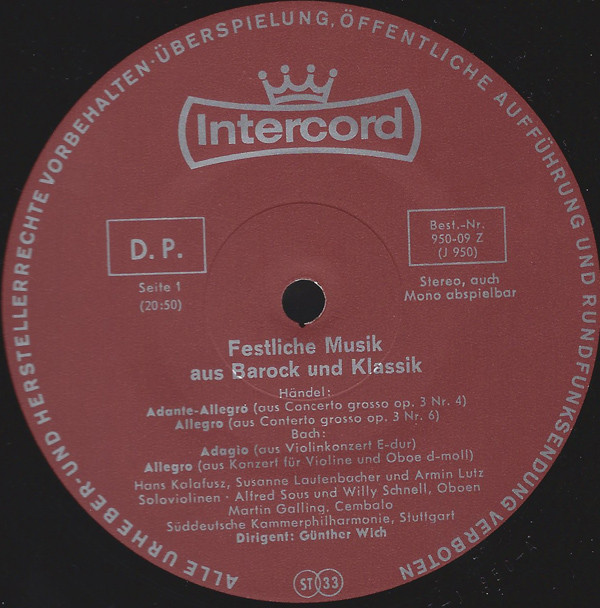 ALLE URHEBER- UND HERSTELLERRECHTE VORBEHALTEN · ÜBERSPIELUNG, ÖFFENTLICHE AUFFÜHRUNG UND RUNDFUNKSENDUNG VERBOTEN
Intercord
D. P.
Seite 1
(20:50)
Best.-Nr.
950-09 Z
(J 950)
Stereo, auch
Mono abspielbar
Festliche Musik
aus Barock und Klassik
Händel:
Adante-Allegró (aus Concerto grosso op. 3 Nr. 4)
Allegro (aus Conterto grosso op. 3 Nr. 6)
Bach:
Adagio (aus Violinkonzert E-dur)
Allegro (aus Konzert für Violine und Oboe d-moll)
Hans Kolafusz, Susanne Lautenbacher und Armin Lutz
Soloviolinen · Alfred Sous und Willy Schnell, Oboen
Martin Galling, Cembalo
Süddeutsche Kammerphilharmonie, Stuttgart
Dirigent: Günther Wich
ST 33